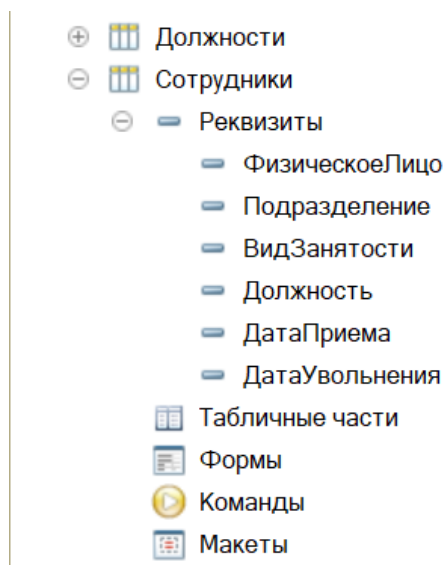 Должности
Сотрудники
Реквизиты
ФизическоеЛицо
Подразделение
ВидЗанятости
Должность
ДатаПриема
ДатаУвольнения
Табличные части
Формы
Команды
Макеты